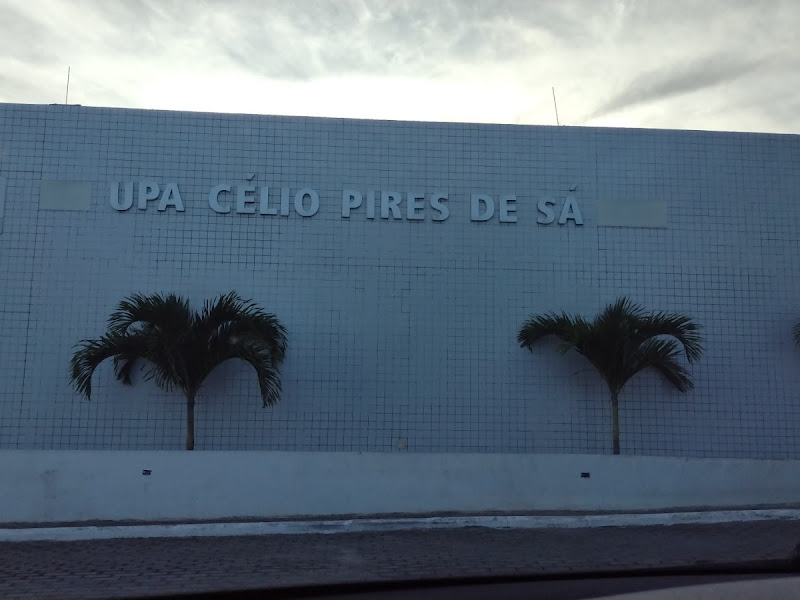 UPA CÉLIO PIRES DE SÁ